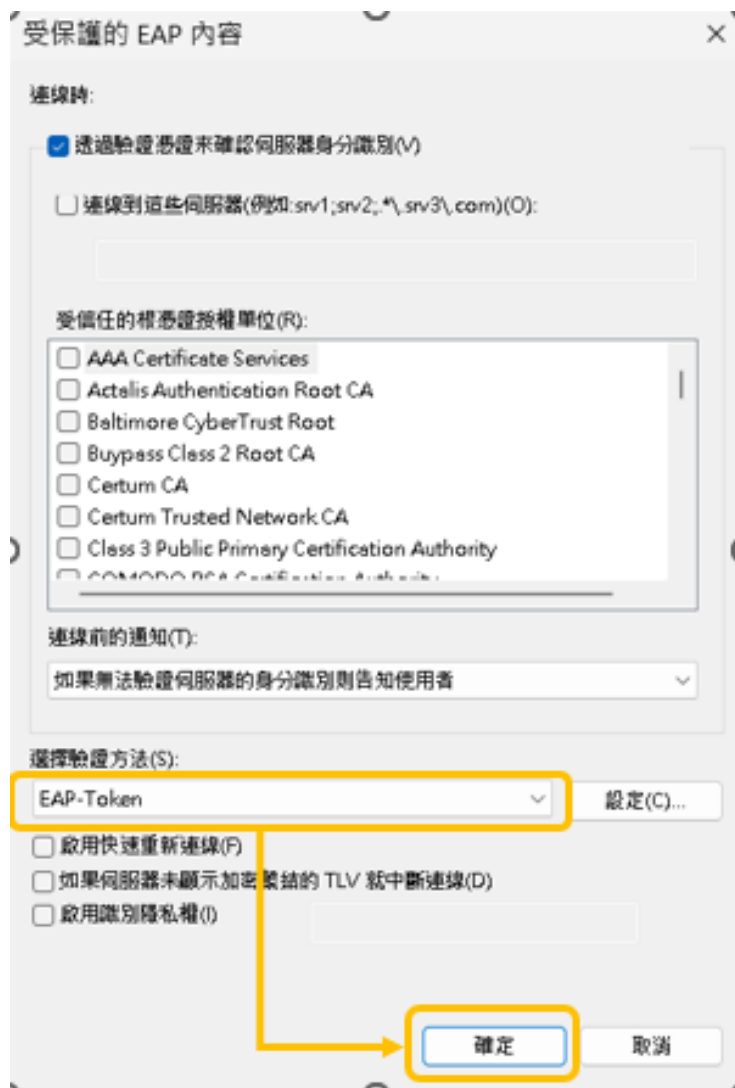 受保護的 EAP 內容
連線時:
透過驗證憑證來確認伺服器身分識別(V)
連線到這些伺服器(例如:srv1;srv2;.*\.srv3\.com)(O):
受信任的根憑證授權單位(R):
AAA Certificate Services
Actalis Authentication Root CA
Baltimore CyberTrust Root
Buypass Class 2 Root CA
Certum CA
Certum Trusted Network CA
Class 3 Public Primary Certification Authority
COMODO RSA Certification Authority
連線前的通知(T):
如果無法驗證伺服器的身分識別則告知使用者
選擇驗證方法(S):
EAP-Token
設定(C)...
啟用快速重新連線(F)
如果伺服器未顯示加密繫結的 TLV 就中斷連線(D)
啟用識別隱私權(I)
確定
取消